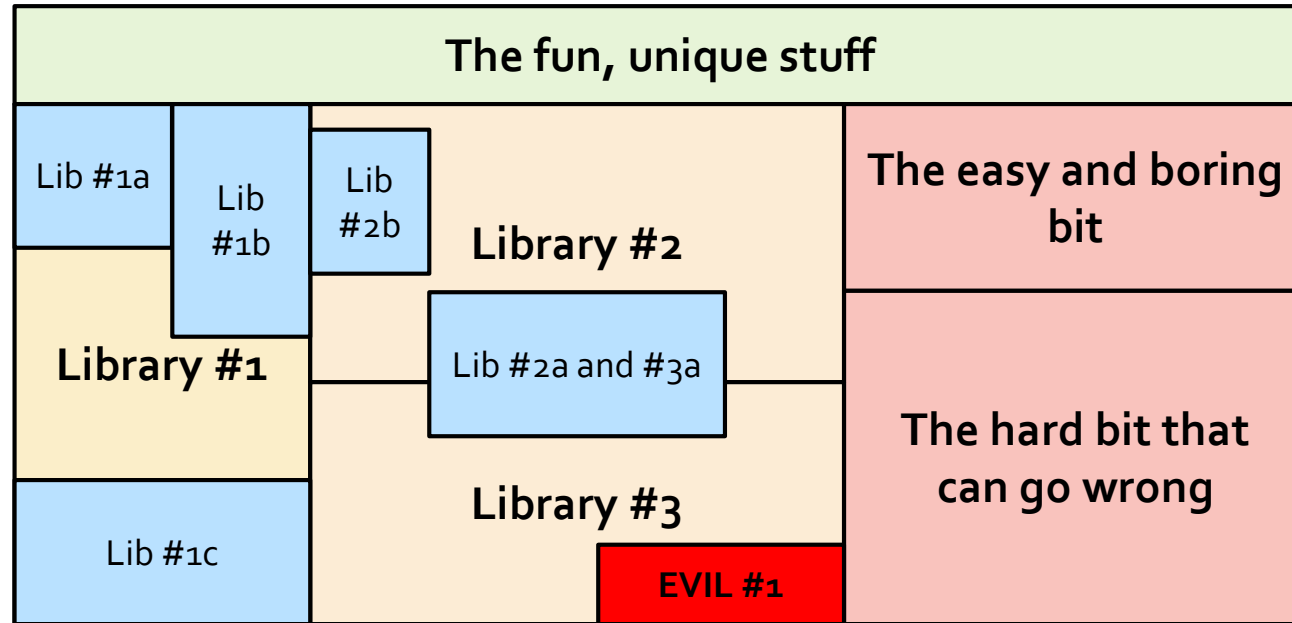 The fun, unique stuff
Lib #1a
Lib
#1b
Lib
#2b
Library #2
The easy and boring
bit
Library #1
Lib #2a and #3a
The hard bit that
can go wrong
Library #3
Lib #1c
EVIL #1